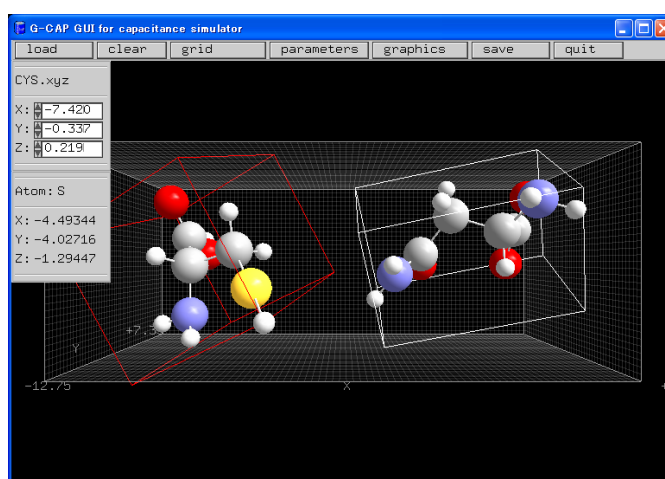 G-CAP GUI for capacitance simulator
load clear grid parameters graphics save quit
CYS.xyz
X: -7.420
Y: -0.337
Z: 0.219
Atom: S
X: -4.49344
Y: -4.02716
Z: -1.29447
Y
-12.75 X